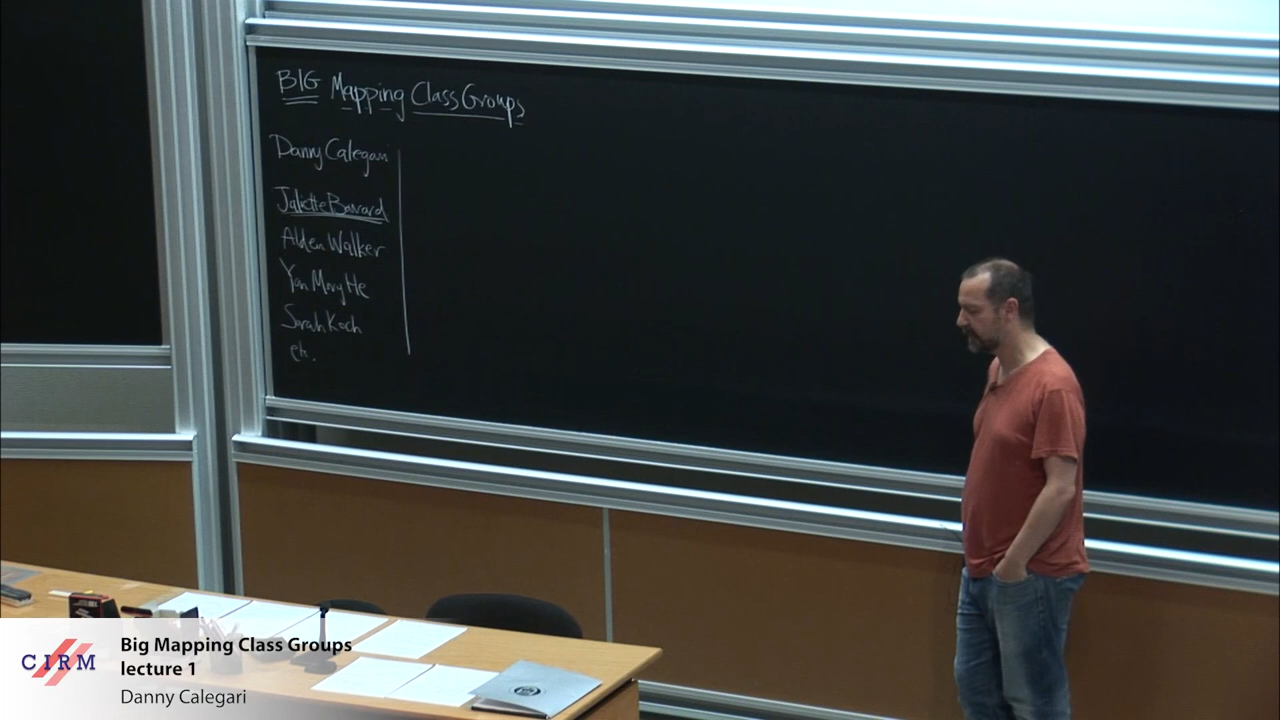 BIG Mapping Class Groups
Danny Calegari
Juliette Bavard
Alden Walker
Yan Mary He
Sarah Koch
etc.
CIRM
Big Mapping Class Groups
lecture 1
Danny Calegari